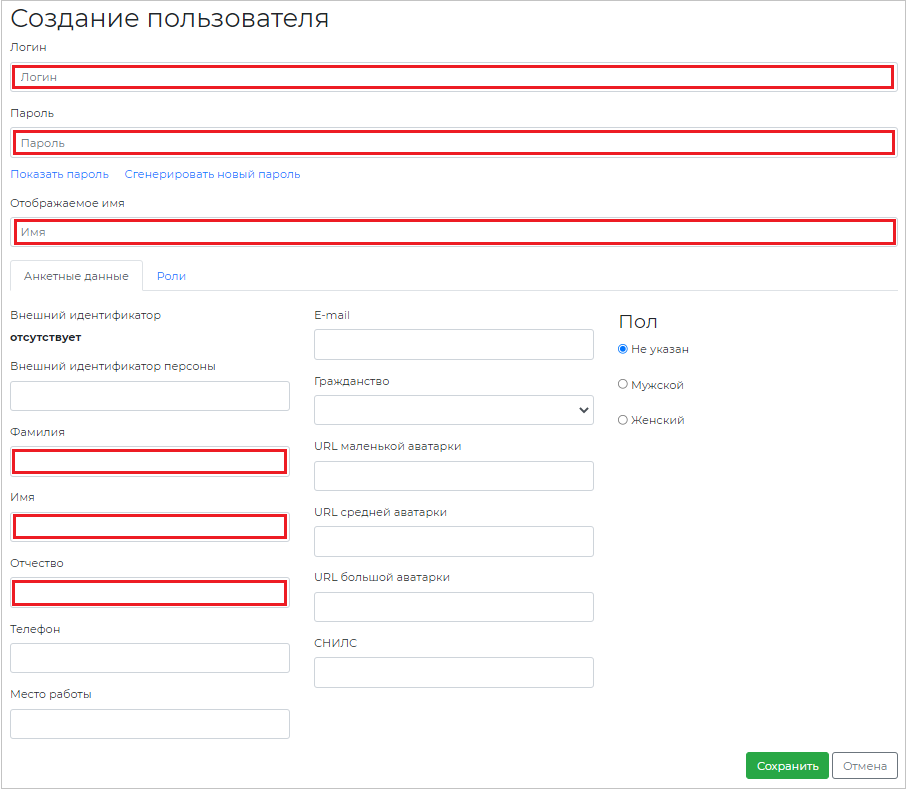 Создание пользователя
Логин
Логин
Пароль
Пароль
Показать пароль Сгенерировать новый пароль
Отображаемое имя
Имя
Анкетные данные Роли
Внешний идентификатор
отсутствует
Внешний идентификатор персоны
Фамилия
Имя
Отчество
Телефон
Место работы
E-mail
Гражданство
URL маленькой аватарки
URL средней аватарки
URL большой аватарки
СНИЛС
Пол
Не указан
Мужской
Женский
Сохранить Отмена